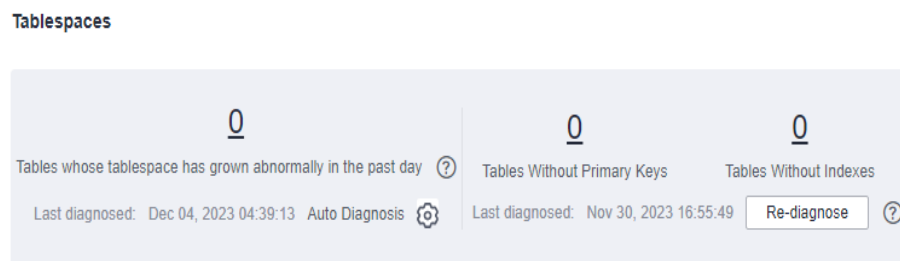 Tablespaces
0
Tables whose tablespace has grown abnormally in the past day ?
Last diagnosed: Dec 04, 2023 04:39:13 Auto Diagnosis
0 0
Tables Without Primary Keys Tables Without Indexes
Last diagnosed: Nov 30, 2023 16:55:49 Re-diagnose ?